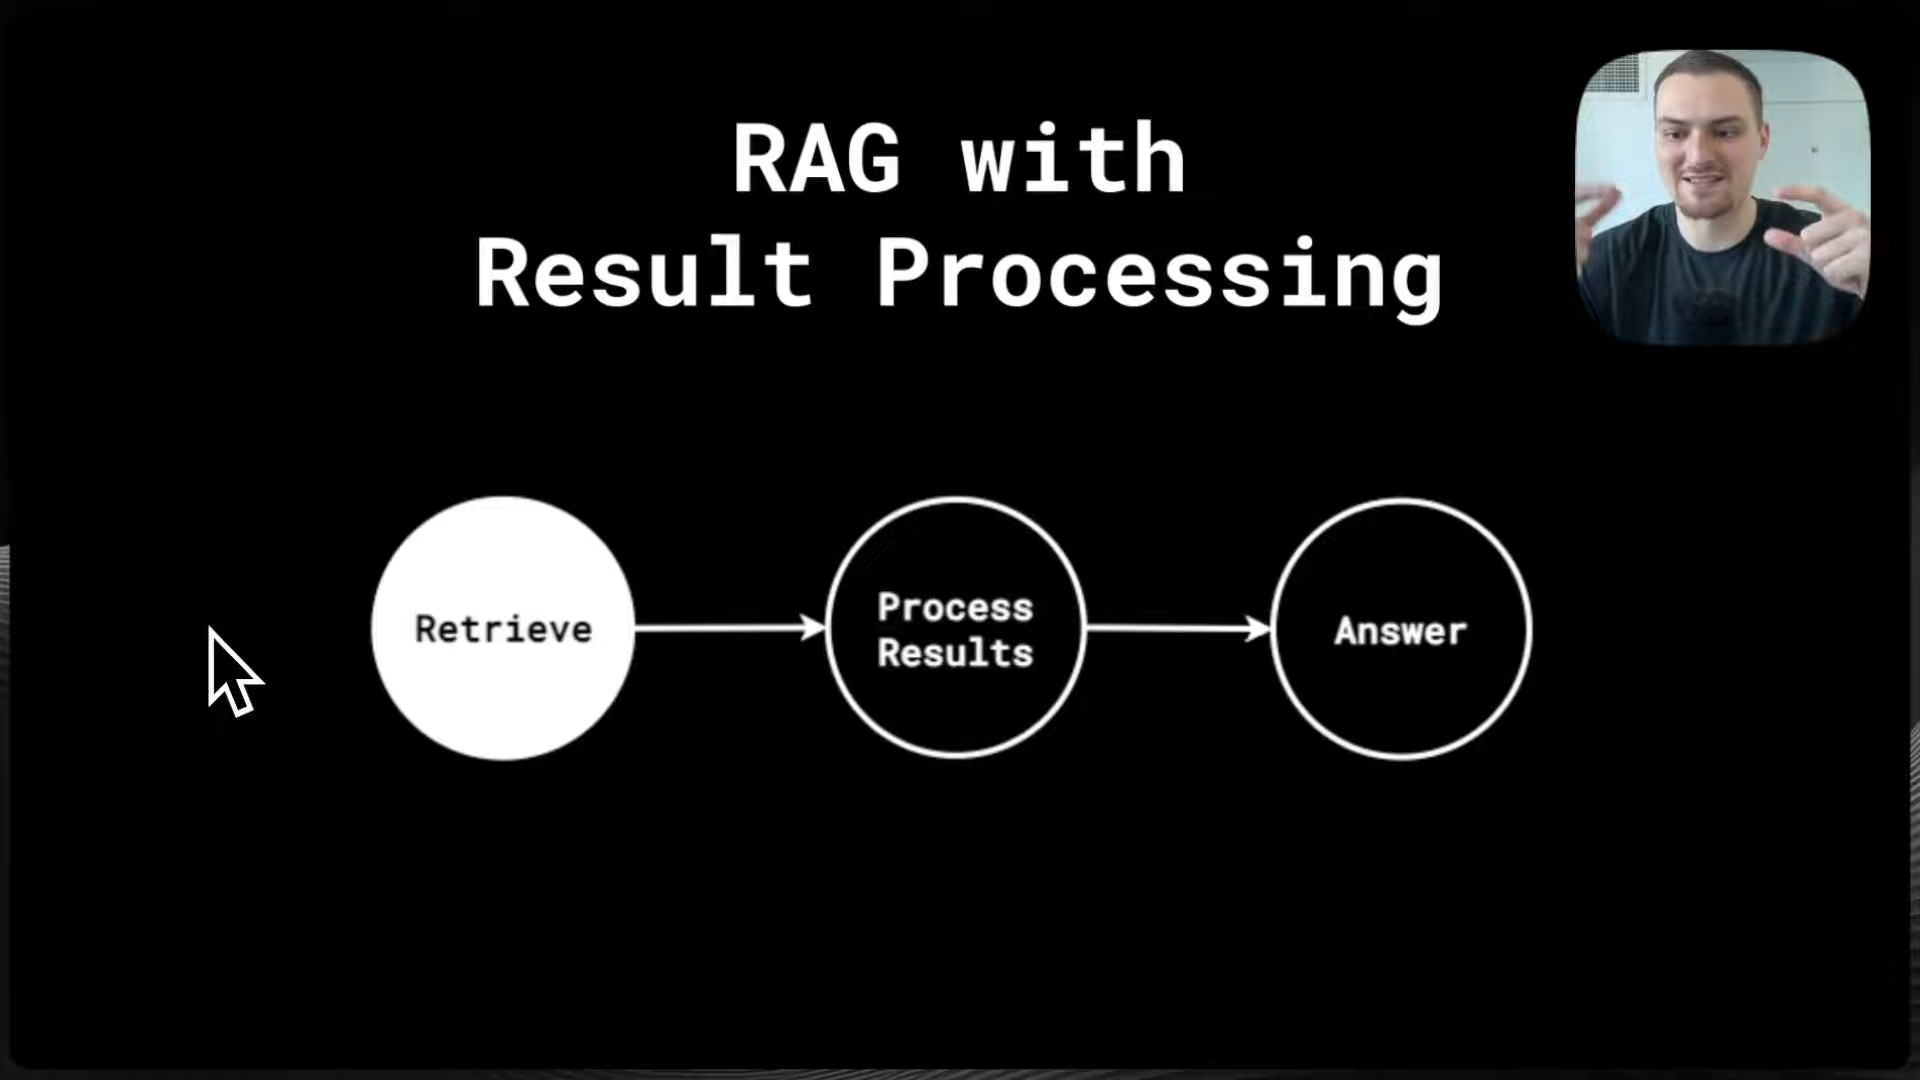 RAG with
Result Processing
Retrieve
Process
Results
Answer